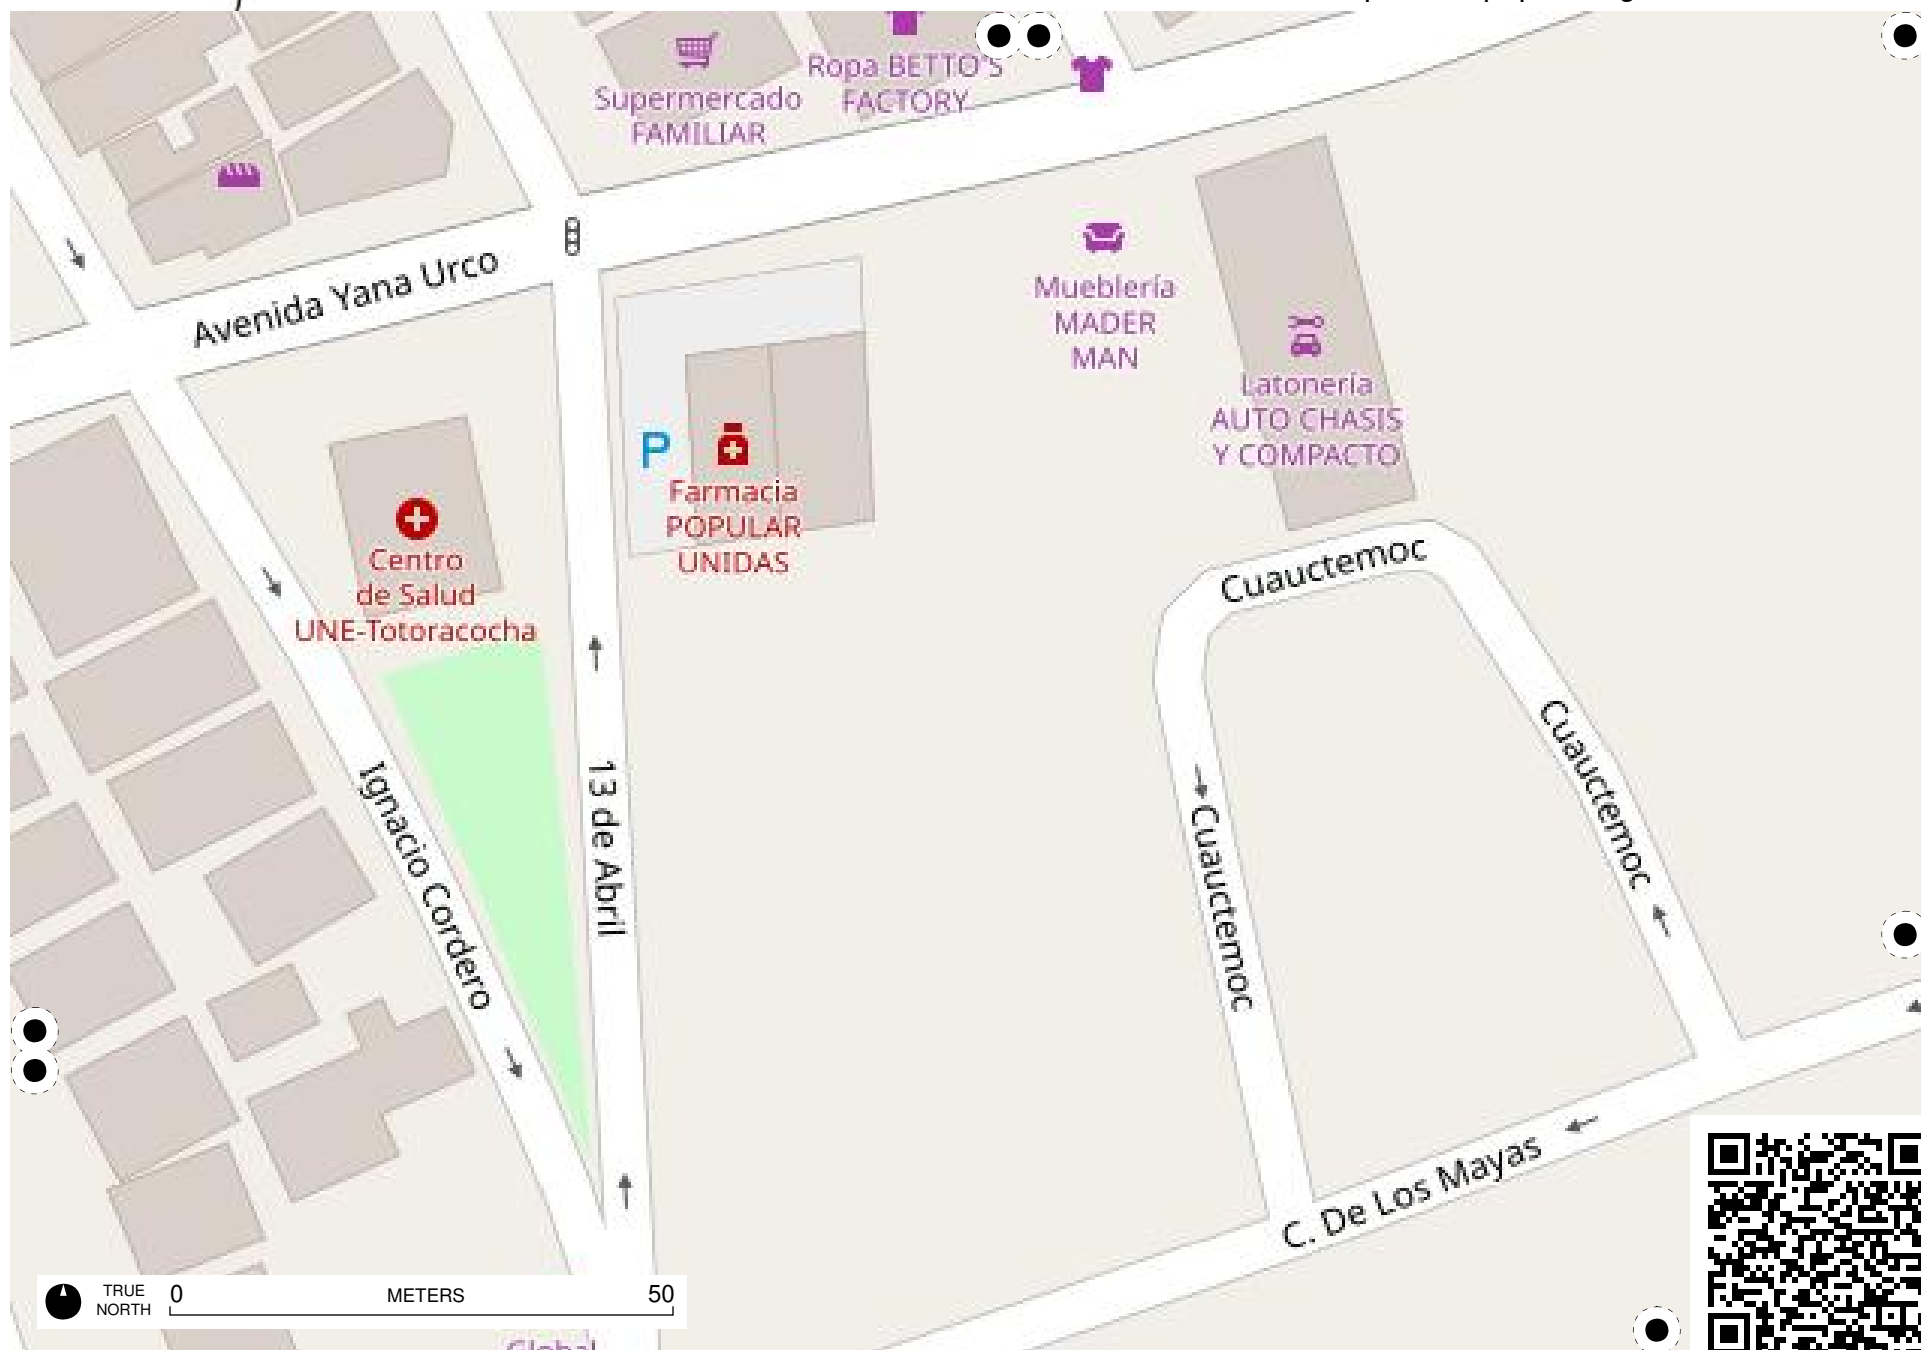 Ropa BETTO'S
FACTORY
Supermercado
FAMILIAR
Avenida Yana Urco
Mueblería
MADER
MAN
Latonería
AUTO CHASIS
Y COMPACTO
P
Farmacia
POPULAR
UNIDAS
Centro
de Salud
UNE-Totoracocha
Cuauctemoc
Cuauctemoc
Cuauctemoc
Ignacio Cordero
13 de Abril
C. De Los Mayas
TRUE
NORTH
0
METERS
50
Global